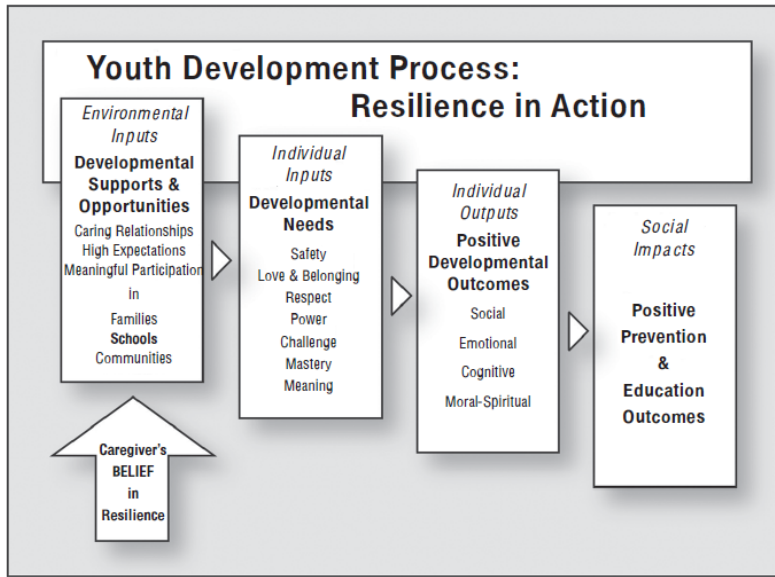 Youth Development Process:
Resilience in Action
Environmental
Inputs
Developmental
Supports &
Opportunities
Caring Relationships
High Expectations
Meaningful Participation
in
Families
Schools
Communities
Caregiver's
BELIEF
in
Resilience
Individual
Inputs
Developmental
Needs
Safety
Love & Belonging
Respect
Power
Challenge
Mastery
Meaning
Individual
Outputs
Positive
Developmental
Outcomes
Social
Emotional
Cognitive
Moral-Spiritual
Social
Impacts
Positive
Prevention
&
Education
Outcomes